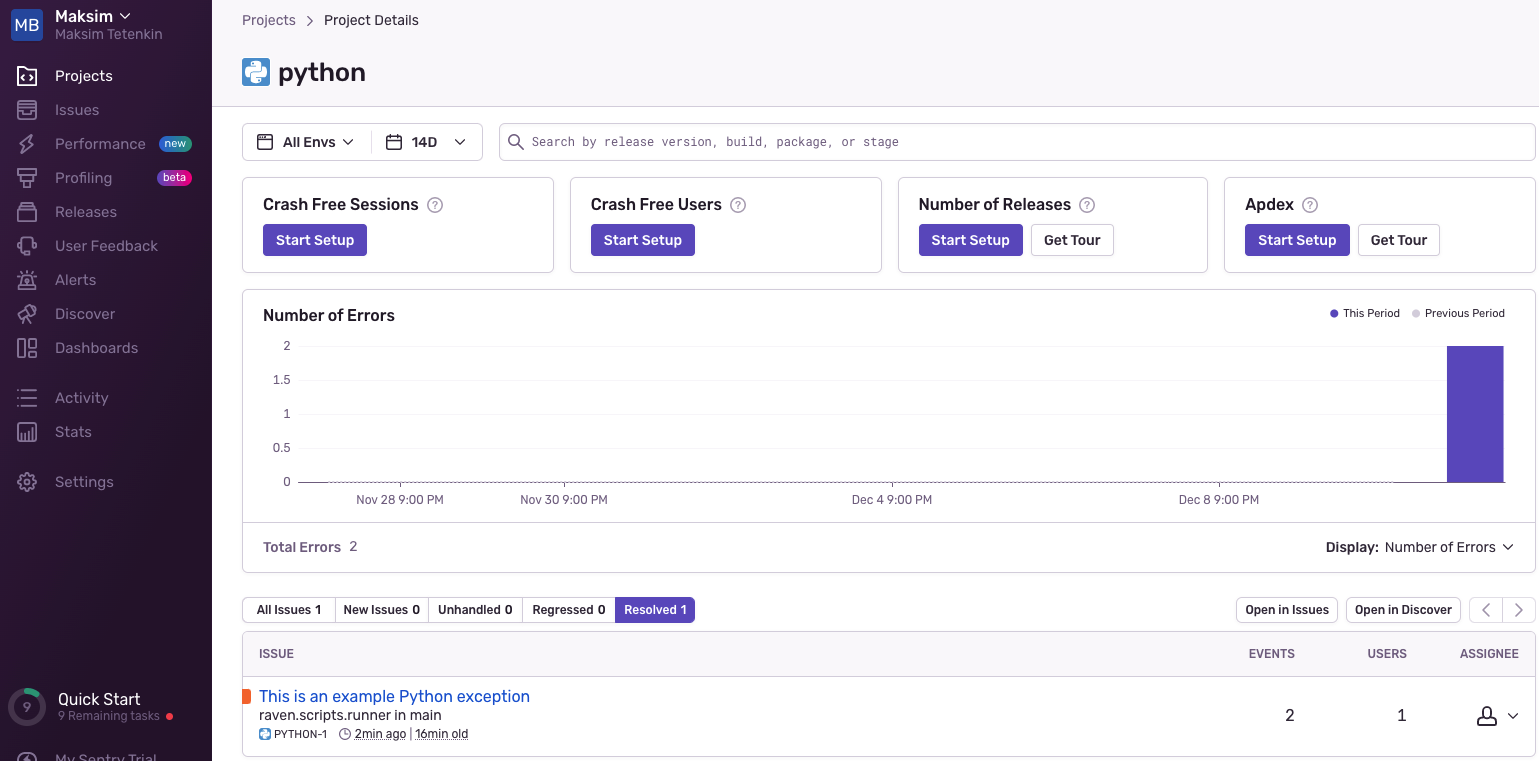 MB
Maksim
Maksim Tetenkin
Projects
Issues
Performance new
Profiling beta
Releases
User Feedback
Alerts
Discover
Dashboards
Activity
Stats
Settings
9
Quick Start
9 Remaining tasks
My Sentry Trial
Projects > Project Details
python
All Envs
14D
Search by release version, build, package, or stage
Crash Free Sessions ?
Start Setup
Crash Free Users ?
Start Setup
Number of Releases ?
Start Setup Get Tour
Apdex ?
Start Setup Get Tour
Number of Errors
This Period Previous Period
2
1.5
1
0.5
0
Nov 28 9:00 PM Nov 30 9:00 PM Dec 4 9:00 PM Dec 8 9:00 PM
Total Errors 2
Display: Number of Errors
All Issues 1 New Issues 0 Unhandled 0 Regressed 0 Resolved 1
Open in Issues Open in Discover
ISSUE EVENTS USERS ASSIGNEE
This is an example Python exception
raven.scripts.runner in main
PYTHON-1 2min ago | 16min old
2 1